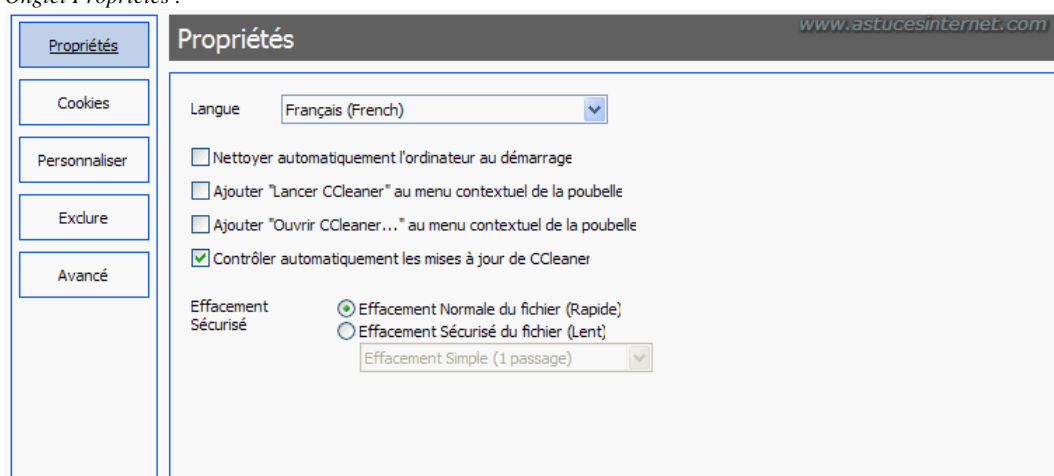 Onglet Propriétés :
www.astucesinternet.com
Propriétés
Propriétés
Cookies
Personnaliser
Exclure
Avancé
Langue Français (French)
Nettoyer automatiquement l'ordinateur au démarrage
Ajouter "Lancer CCleaner" au menu contextuel de la poubelle
Ajouter "Ouvrir CCleaner..." au menu contextuel de la poubelle
Contrôler automatiquement les mises à jour de CCleaner
Effacement
Sécurisé
Effacement Normale du fichier (Rapide)
Effacement Sécurisé du fichier (Lent)
Effacement Simple (1 passage)